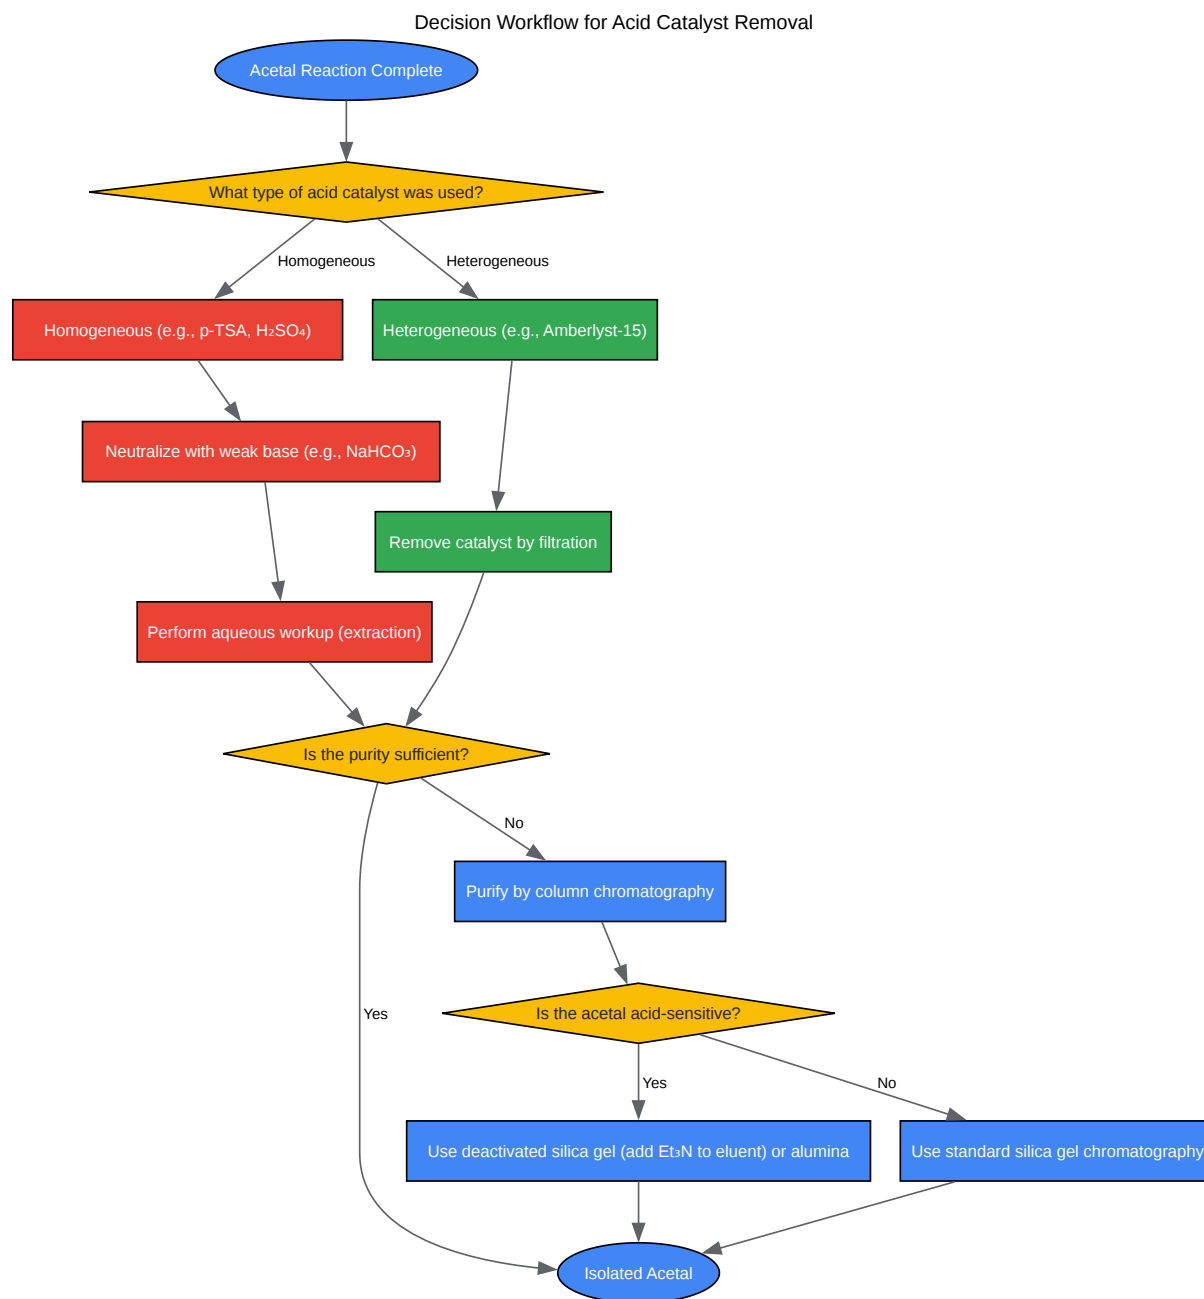 Decision Workflow for Acid Catalyst Removal
Acetal Reaction Complete
What type of acid catalyst was used?
Homogeneous
Heterogeneous
Homogeneous (e.g., p-TSA, H₂SO₄)
Heterogeneous (e.g., Amberlyst-15)
Neutralize with weak base (e.g., NaHCO₃)
Remove catalyst by filtration
Perform aqueous workup (extraction)
Is the purity sufficient?
No
Purify by column chromatography
Yes
Is the acetal acid-sensitive?
Yes
No
Use deactivated silica gel (add Et₃N to eluent) or alumina
Use standard silica gel chromatography
Isolated Acetal